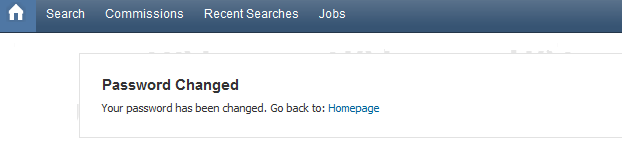 Search Commissions Recent Searches Jobs
Password Changed
Your password has been changed. Go back to: Homepage